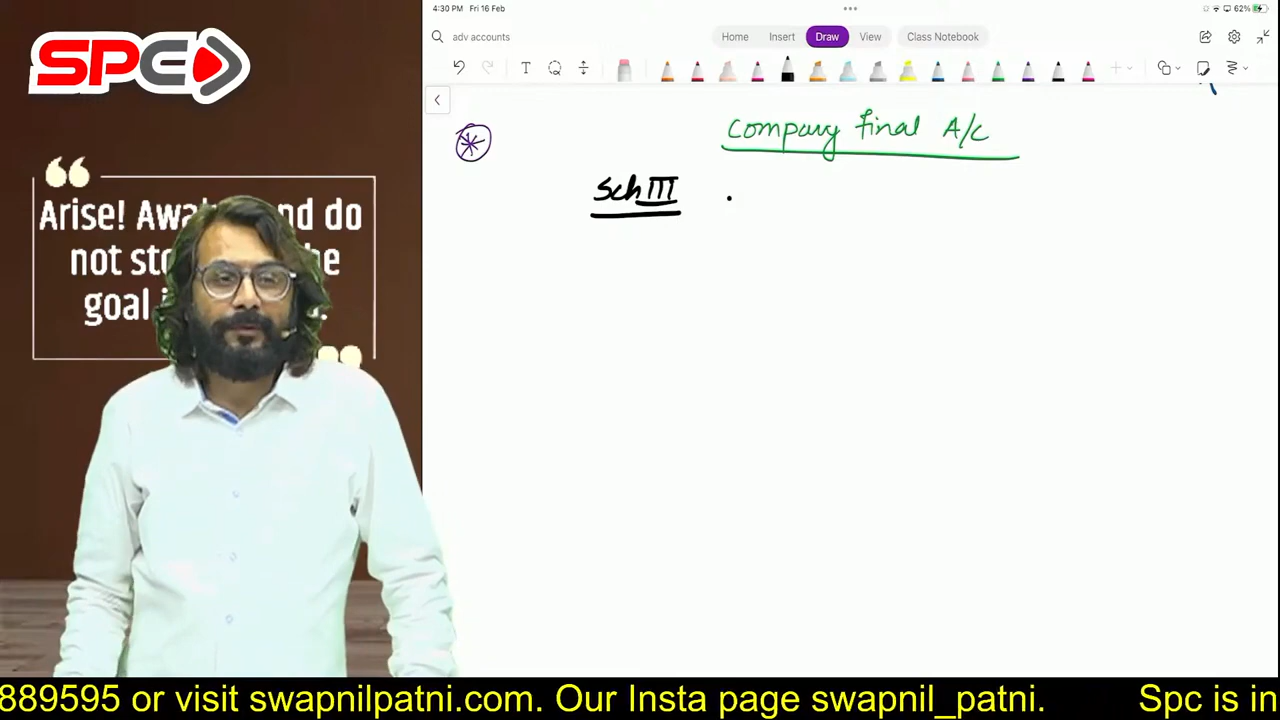 4:30 PM Fri 16 Feb
62%
SPC
adv accounts
Home Insert Draw View Class Notebook
Company final A/C
Sch III
Arise! Awa nd do
not sto he
goal i
889595 or visit swapnilpatni.com. Our Insta page swapnil_patni. Spc is in